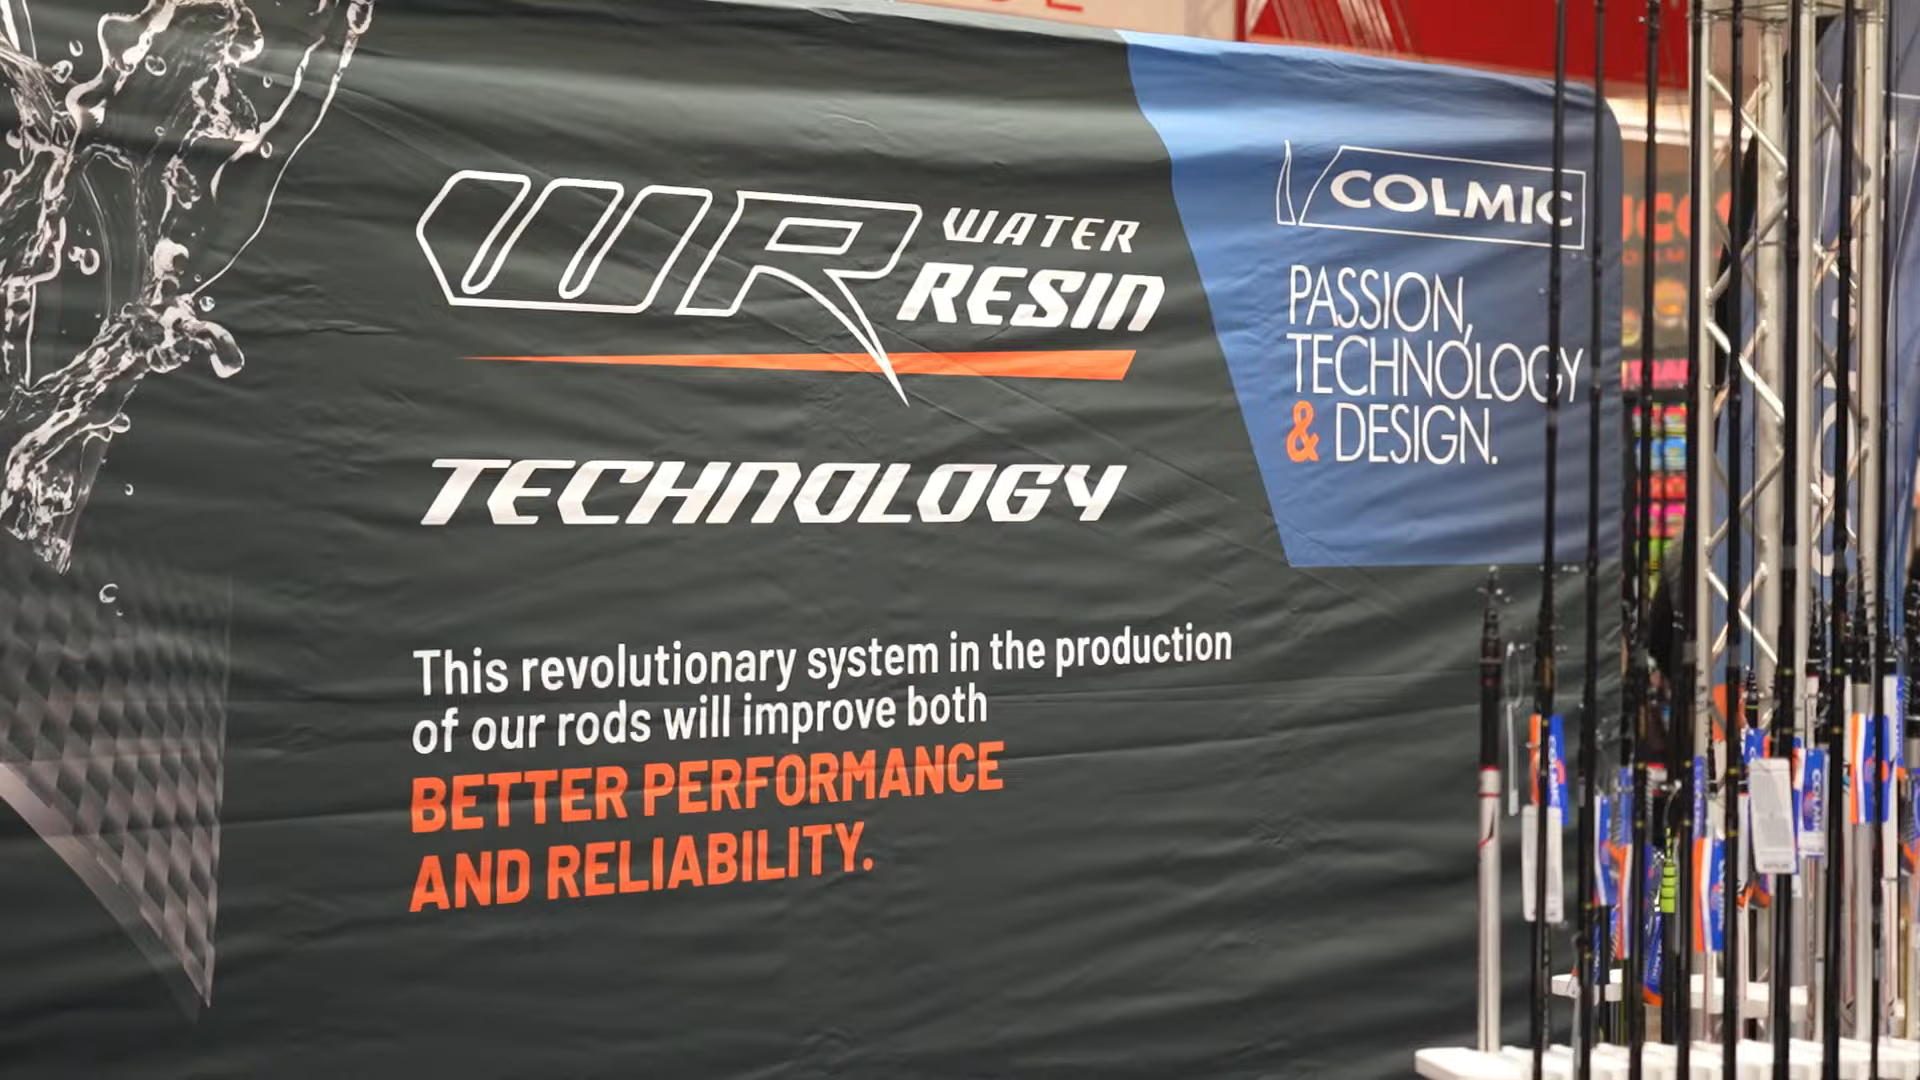 WR WATER
RESIN
TECHNOLOGY
This revolutionary system in the production
of our rods will improve both
BETTER PERFORMANCE
AND RELIABILITY.
COLMIC
PASSION,
TECHNOLOGY
& DESIGN.